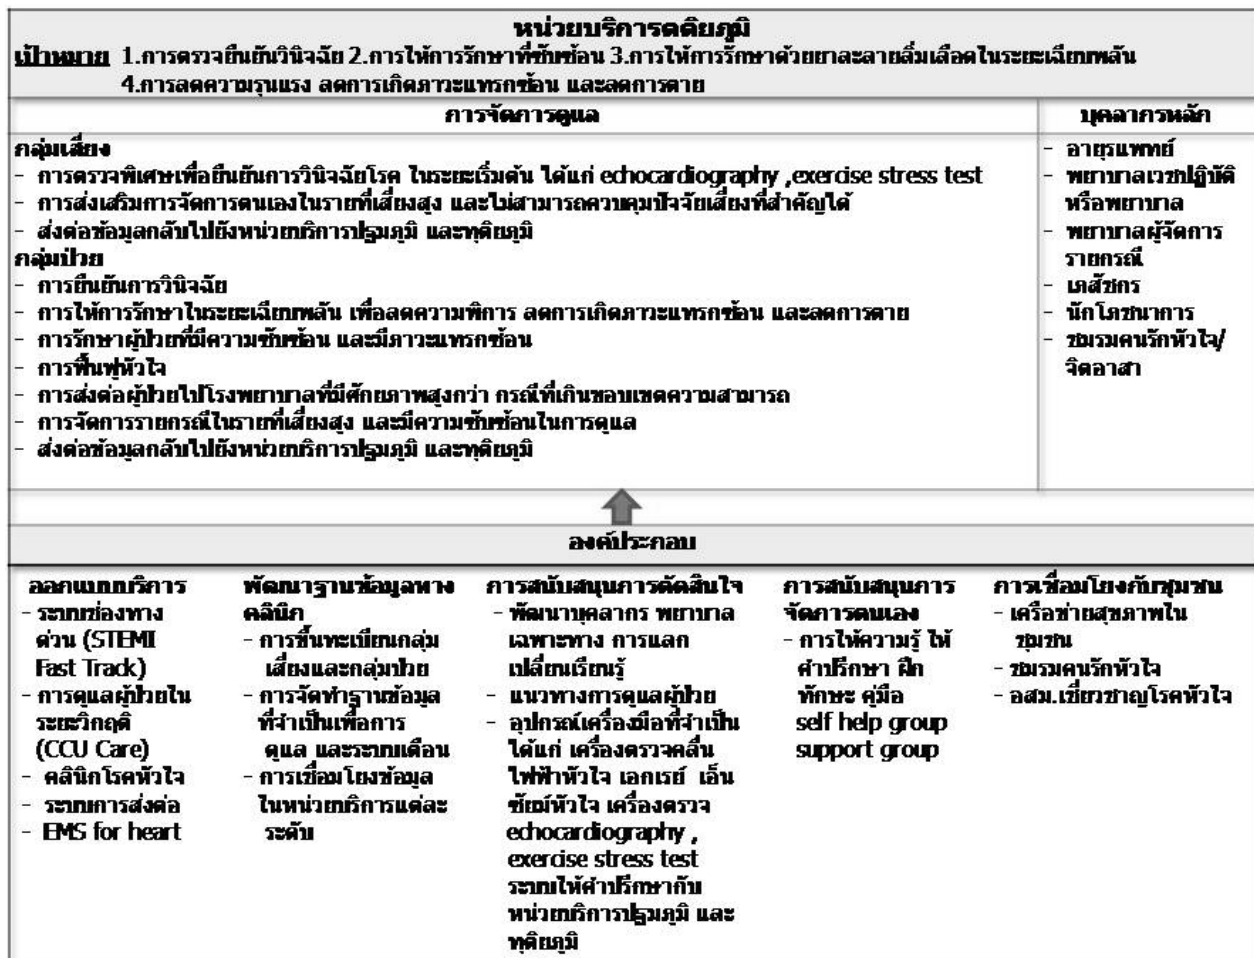 หน่วยบริการตติยภูมิ
เป้าหมาย 1.การตรวจยืนยันวินิจฉัย 2.การให้การรักษาที่ซับซ้อน 3.การให้การรักษาด้วยยาละลายลิ่มเลือดในระยะเฉียบพลัน
4.การลดความรุนแรง ลดการเกิดภาวะแทรกซ้อน และลดการตาย
การจัดการดูแล
กลุ่มเสี่ยง
- การตรวจพิเศษเพื่อยืนยันการวินิจฉัยโรค ในระยะเริ่มต้น ได้แก่ echocardiography ,exercise stress test
- การส่งเสริมการจัดการตนเองในรายที่เสี่ยงสูง และไม่สามารถควบคุมปัจจัยเสี่ยงที่สำคัญได้
- ส่งต่อข้อมูลกลับไปยังหน่วยบริการปฐมภูมิ และทุติยภูมิ
กลุ่มป่วย
- การยืนยันการวินิจฉัย
- การให้การรักษาในระยะเฉียบพลัน เพื่อลดความพิการ ลดการเกิดภาวะแทรกซ้อน และลดการตาย
- การรักษาผู้ป่วยที่มีความซับซ้อน และมีภาวะแทรกซ้อน
- การฟื้นฟูหัวใจ
- การส่งต่อผู้ป่วยไปโรงพยาบาลที่มีศักยภาพสูงกว่า กรณีที่เกินขอบเขตความสามารถ
- การจัดการรายกรณีในรายที่เสี่ยงสูง และมีความซับซ้อนในการดูแล
- ส่งต่อข้อมูลกลับไปยังหน่วยบริการปฐมภูมิ และทุติยภูมิ
บุคลากรหลัก
- อายุรแพทย์
- พยาบาลเวชปฏิบัติ
หรือพยาบาล
- พยาบาลผู้จัดการ
รายกรณี
- เภสัชกร
- นักโภชนาการ
- ชมรมคนรักหัวใจ/
จิตอาสา
องค์ประกอบ
ออกแบบบริการ
- ระบบช่องทาง
ด่วน (STEMI
Fast Track)
- การดูแลผู้ป่วยใน
ระยะวิกฤติ
(CCU Care)
- คลินิกโรคหัวใจ
- ระบบการส่งต่อ
- EMS for heart
พัฒนาฐานข้อมูลทาง
คลินิก
- การขึ้นทะเบียนกลุ่ม
เสี่ยงและกลุ่มป่วย
- การจัดทำฐานข้อมูล
ที่จำเป็นเพื่อการ
ดูแล และระบบเตือน
- การเชื่อมโยงข้อมูล
ในหน่วยบริการแต่ละ
ระดับ
การสนับสนุนการตัดสินใจ
- พัฒนาบุคลากร พยาบาล
เฉพาะทาง การแลก
เปลี่ยนเรียนรู้
- แนวทางการดูแลผู้ป่วย
- อุปกรณ์เครื่องมือที่จำเป็น
ได้แก่ เครื่องตรวจคลื่น
ไฟฟ้าหัวใจ เอกเรย์ เอ็น
ซัยม์หัวใจ เครื่องตรวจ
echocardiography ,
exercise stress test
ระบบให้คำปรึกษากับ
หน่วยบริการปฐมภูมิ และ
ทุติยภูมิ
การสนับสนุนการ
จัดการตนเอง
- การให้ความรู้ ให้
คำปรึกษา ฝึก
ทักษะ คู่มือ
self help group
support group
การเชื่อมโยงกับชุมชน
- เครือข่ายสุขภาพใน
ชุมชน
- ชมรมคนรักหัวใจ
- อสม.เชี่ยวชาญโรคหัวใจ